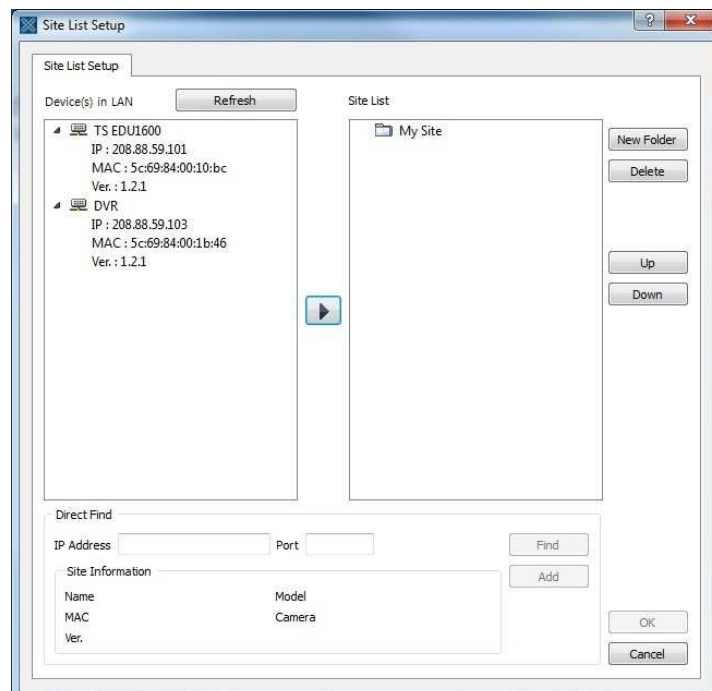 Site List Setup
Site List Setup
Device(s) in LAN
Refresh
Site List
TS EDU1600
IP : 208.88.59.101
MAC : 5c:69:84:00:10:bc
Ver. : 1.2.1
DVR
IP : 208.88.59.103
MAC : 5c:69:84:00:1b:46
Ver. : 1.2.1
My Site
New Folder
Delete
Up
Down
Direct Find
IP Address
Port
Find
Site Information
Add
Name
Model
MAC
Camera
Ver.
OK
Cancel